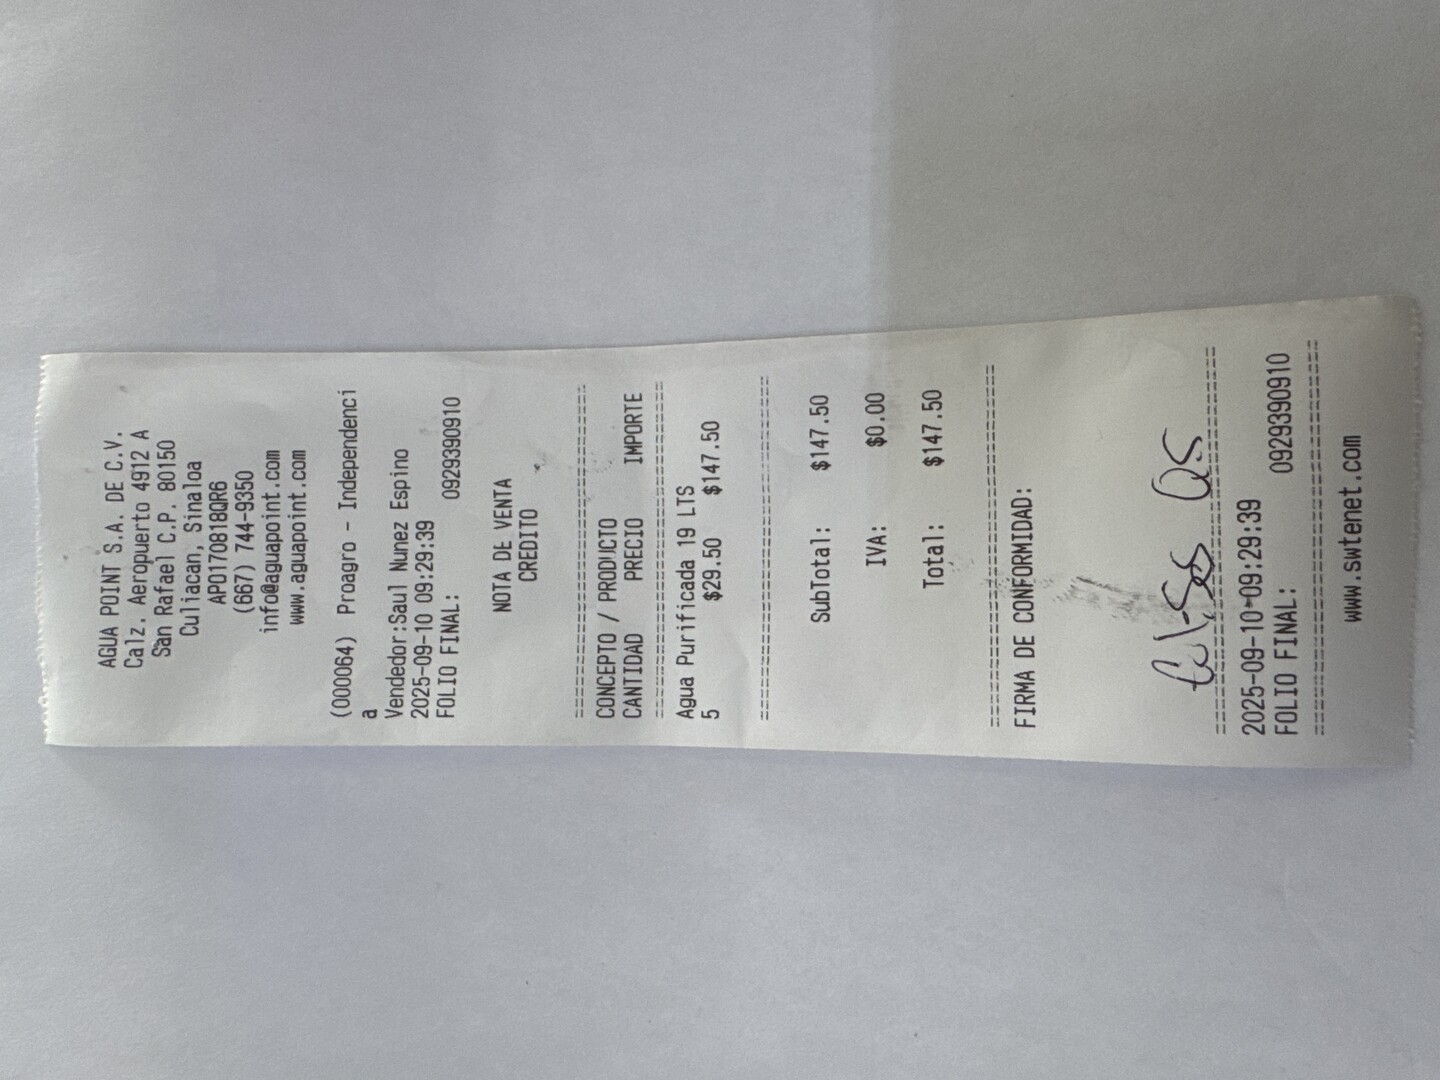 AGUA POINT S.A. DE C.V.
Calz. Aeropuerto 4912 A
San Rafael C.P. 80150
Culiacan, Sinaloa
APO170818QR6
(667) 744-9350
info@aguapoint.com
www.aguapoint.com
(000064) Proagro - Independenci
a
Vendedor:Saul Nunez Espino
2025-09-10 09:29:39
FOLIO FINAL: 0929390910
NOTA DE VENTA
CREDITO
================================
CONCEPTO / PRODUCTO
CANTIDAD PRECIO IMPORTE
================================
Agua Purificada 19 LTS
5 $29.50 $147.50
================================
SubTotal: $147.50
IVA: $0.00
Total: $147.50
================================
FIRMA DE CONFORMIDAD:
================================
2025-09-10 09:29:39
FOLIO FINAL: 0929390910
================================
www.swtenet.com